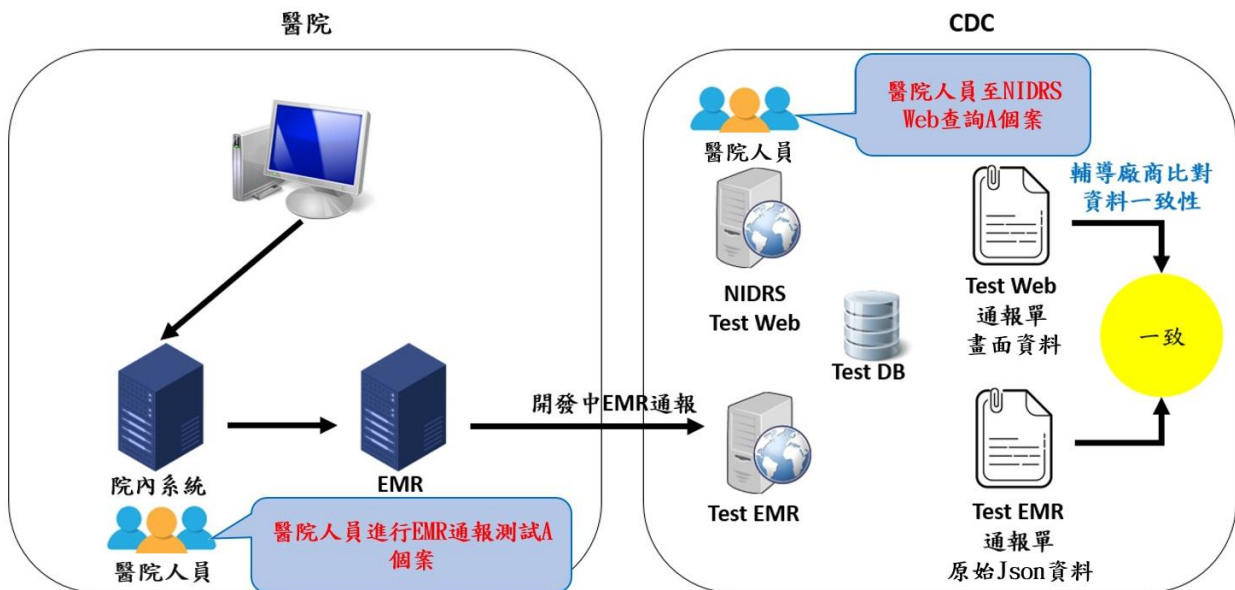 醫院
CDC
院內系統
EMR
醫院人員
醫院人員進行EMR通報測試A
個案
開發中EMR通報
醫院人員
醫院人員至NIDRS
Web查詢A個案
NIDRS
Test Web
Test DB
Test EMR
Test Web
通報單
畫面資料
輔導廠商比對
資料一致性
一致
Test EMR
通報單
原始Json資料